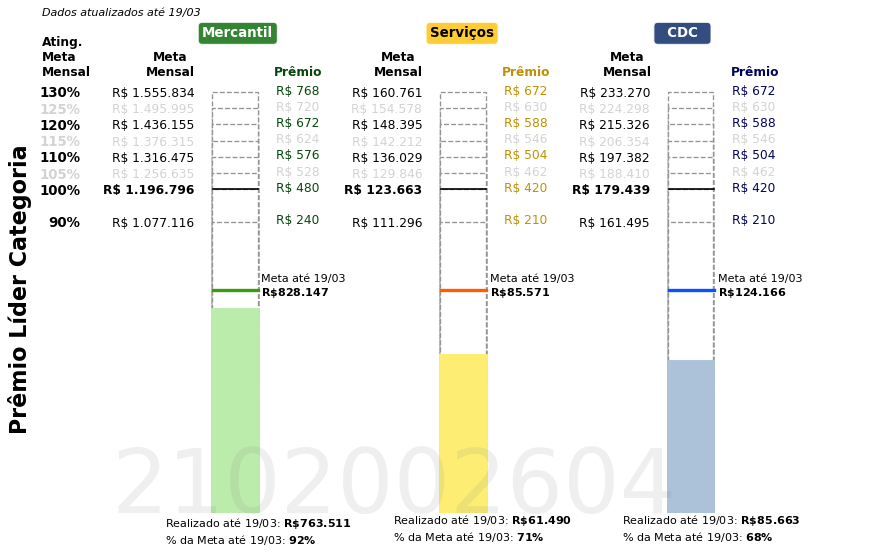 Dados atualizados até 19/03
Mercantil Serviços CDC
Ating. Meta Mensal
Meta Mensal Prêmio Meta Mensal Prêmio Meta Mensal Prêmio
130% R$ 1.555.834 R$ 768 R$ 160.761 R$ 672 R$ 233.270 R$ 672
125% R$ 1.495.995 R$ 720 R$ 154.578 R$ 630 R$ 224.298 R$ 630
120% R$ 1.436.155 R$ 672 R$ 148.395 R$ 588 R$ 215.326 R$ 588
115% R$ 1.376.315 R$ 624 R$ 142.212 R$ 546 R$ 206.354 R$ 546
110% R$ 1.316.475 R$ 576 R$ 136.029 R$ 504 R$ 197.382 R$ 504
105% R$ 1.256.635 R$ 528 R$ 129.846 R$ 462 R$ 188.410 R$ 462
100% R$ 1.196.796 R$ 480 R$ 123.663 R$ 420 R$ 179.439 R$ 420
90% R$ 1.077.116 R$ 240 R$ 111.296 R$ 210 R$ 161.495 R$ 210
Prêmio Líder Categoria
Meta até 19/03 Meta até 19/03 Meta até 19/03
R$828.147 R$85.571 R$124.166
2102002604
Realizado até 19/03: R$763.511 Realizado até 19/03: R$61.490 Realizado até 19/03: R$85.663
% da Meta até 19/03: 92% % da Meta até 19/03: 71% % da Meta até 19/03: 68%